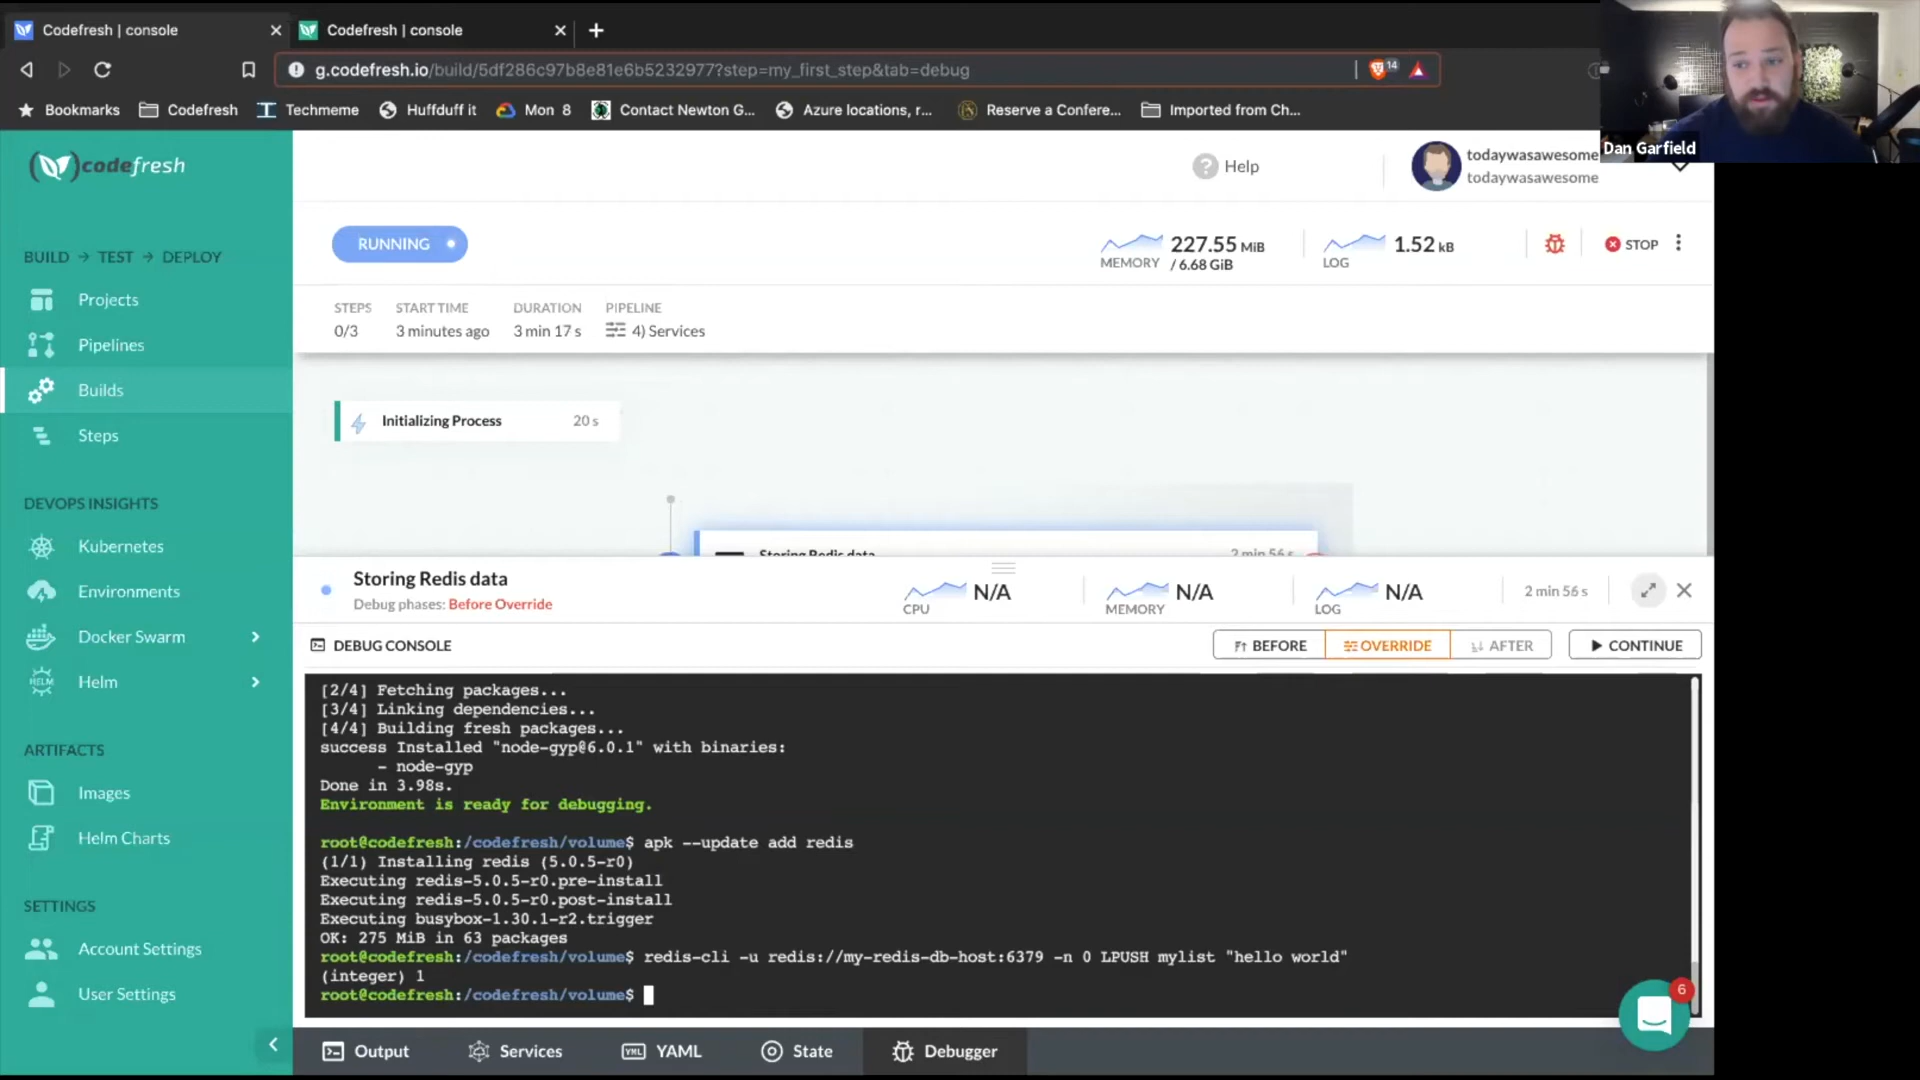 Codefresh | console
Codefresh | console
g.codefresh.io/build/5df286c97b8e81e6b5232977?step=my_first_step&tab=debug
14
Bookmarks
Codefresh
Techmeme
Huffduff it
Mon 8
Contact Newton G...
Azure locations, r...
Reserve a Confere...
Imported from Ch...
Dan Garfield
codefresh
Help
todaywasawesome
todaywasawesome
BUILD → TEST → DEPLOY
Projects
Pipelines
Builds
Steps
DEVOPS INSIGHTS
Kubernetes
Environments
Docker Swarm
HELM
Helm
ARTIFACTS
Images
Helm Charts
SETTINGS
Account Settings
User Settings
RUNNING
MEMORY
227.55 MiB
/ 6.68 GiB
LOG
1.52 kB
STOP
STEPS
0/3
START TIME
3 minutes ago
DURATION
3 min 17 s
PIPELINE
4) Services
Initializing Process
20 s
Storing Redis data
2 min 56 s
Storing Redis data
Debug phases: Before Override
CPU
N/A
MEMORY
N/A
LOG
N/A
2 min 56 s
DEBUG CONSOLE
BEFORE
OVERRIDE
AFTER
CONTINUE
[2/4] Fetching packages...
[3/4] Linking dependencies...
[4/4] Building fresh packages...
success Installed "node-gyp@6.0.1" with binaries:
- node-gyp
Done in 3.98s.
Environment is ready for debugging.
root@codefresh:/codefresh/volume$ apk --update add redis
(1/1) Installing redis (5.0.5-r0)
Executing redis-5.0.5-r0.pre-install
Executing redis-5.0.5-r0.post-install
Executing busybox-1.30.1-r2.trigger
OK: 275 MiB in 63 packages
root@codefresh:/codefresh/volume$ redis-cli -u redis://my-redis-db-host:6379 -n 0 LPUSH mylist "hello world"
(integer) 1
root@codefresh:/codefresh/volume$
6
Output
Services
YML
YAML
State
Debugger